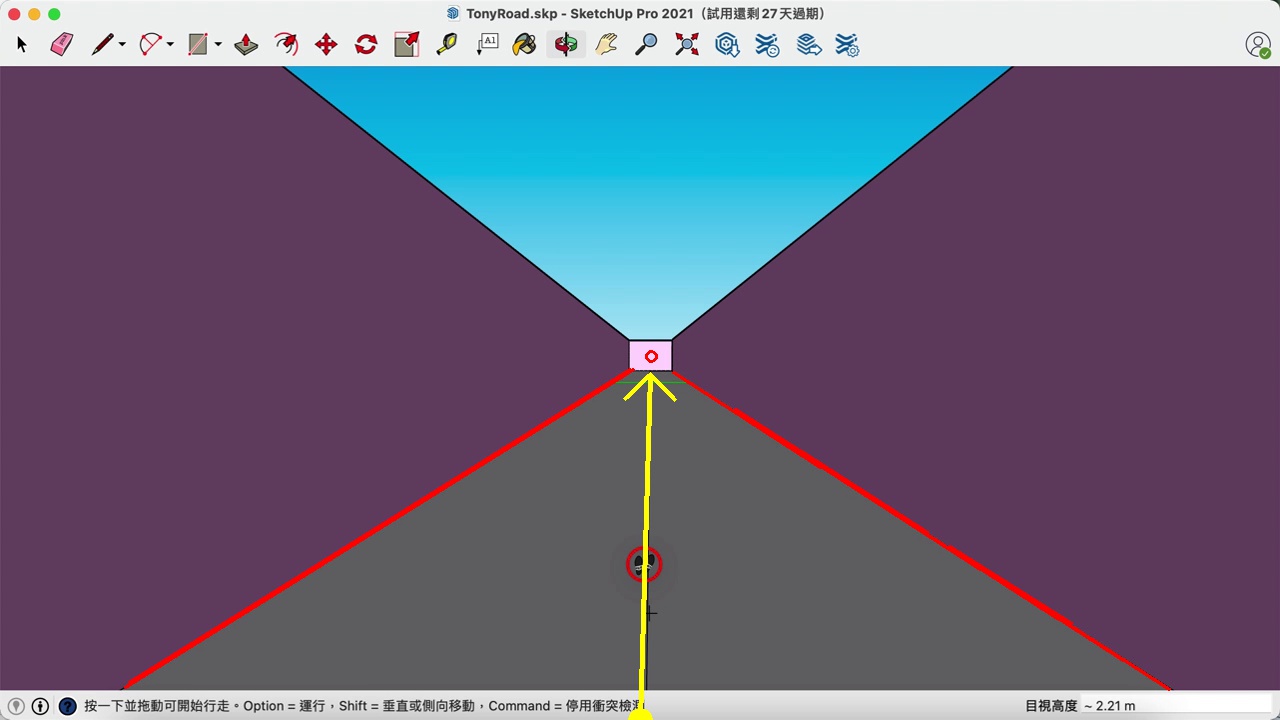 TonyRoad.skp - SketchUp Pro 2021（試用還剩 27 天過期）
A1
按一下並拖動可開始行走。Option = 運行，Shift = 垂直或側向移動，Command = 停用衝突檢測
目視高度 ~ 2.21 m